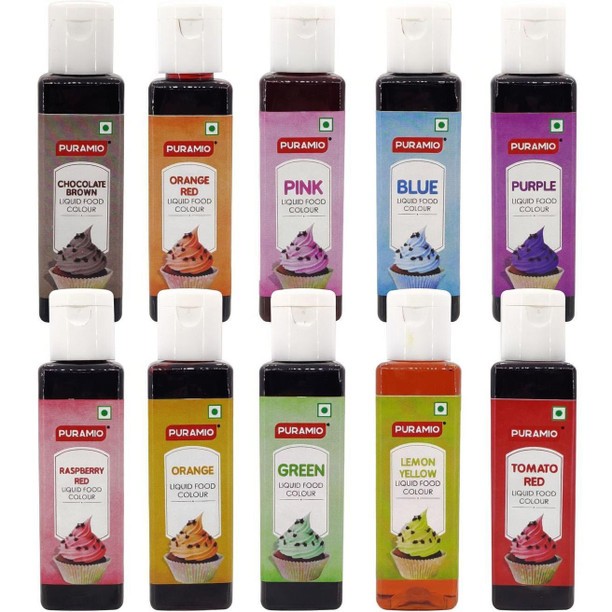 PURAMIO
CHOCOLATE
BROWN
LIQUID FOOD
COLOUR
PURAMIO
ORANGE
RED
LIQUID FOOD
COLOUR
PURAMIO
PINK
LIQUID FOOD
COLOUR
PURAMIO
BLUE
LIQUID FOOD
COLOUR
PURAMIO
PURPLE
LIQUID FOOD
COLOUR
PURAMIO
RASPBERRY
RED
LIQUID FOOD
COLOUR
PURAMIO
ORANGE
LIQUID FOOD
COLOUR
PURAMIO
GREEN
LIQUID FOOD
COLOUR
PURAMIO
LEMON
YELLOW
LIQUID FOOD
COLOUR
PURAMIO
TOMATO
RED
LIQUID FOOD
COLOUR